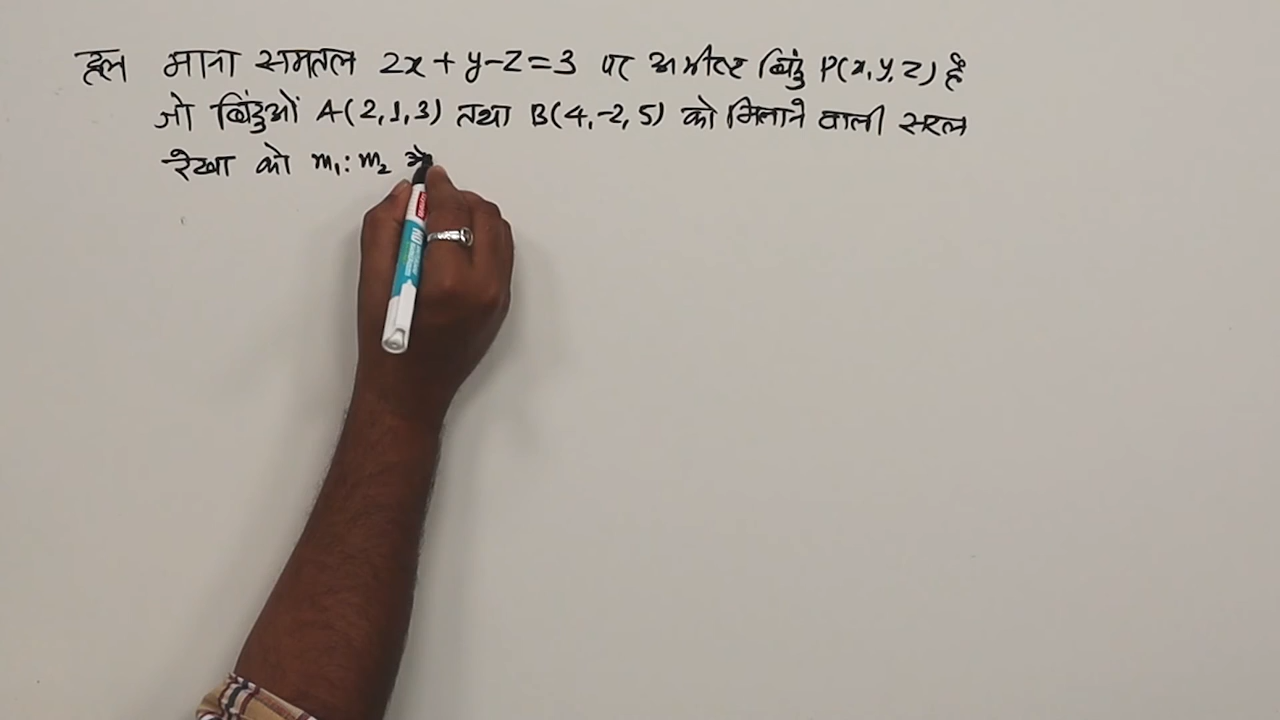 हल माना समतल 2x + y - z = 3 पर अभीष्ट बिंदु P(x, y, z) है
जो बिंदुओं A(2, 1, 3) तथा B(4, -2, 5) को मिलाने वाली सरल
रेखा को m₁ : m₂